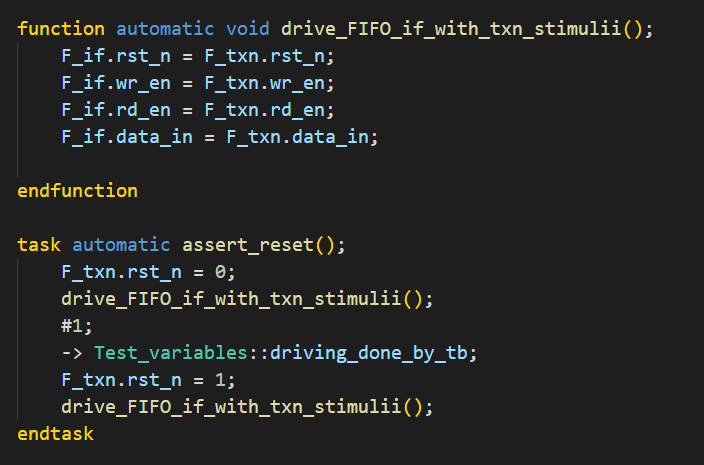 function automatic void drive_FIFO_if_with_txn_stimulii();
    F_if.rst_n = F_txn.rst_n;
    F_if.wr_en = F_txn.wr_en;
    F_if.rd_en = F_txn.rd_en;
    F_if.data_in = F_txn.data_in;

endfunction

task automatic assert_reset();
    F_txn.rst_n = 0;
    drive_FIFO_if_with_txn_stimulii();
    #1;
    -> Test_variables::driving_done_by_tb;
    F_txn.rst_n = 1;
    drive_FIFO_if_with_txn_stimulii();
endtask